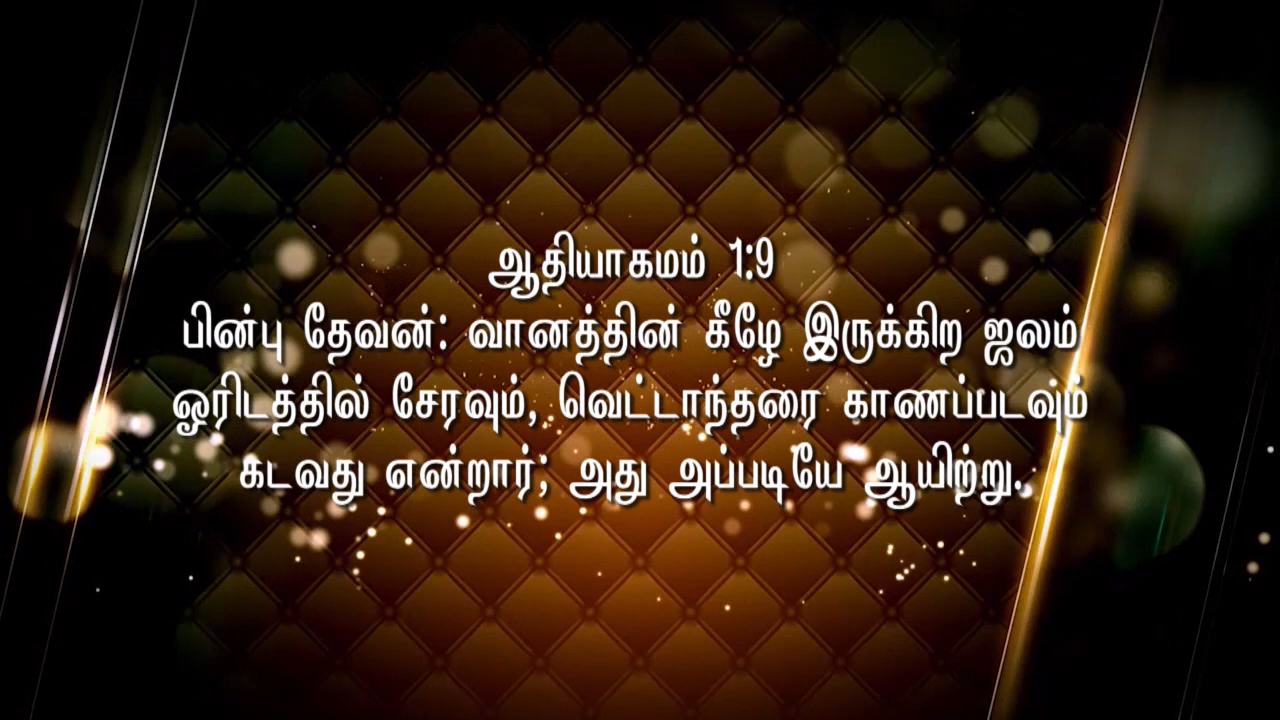 ஆதியாகமம் 1:9
பின்பு தேவன்: வானத்தின் கீழே இருக்கிற ஜலம்
ஓரிடத்தில் சேரவும், வெட்டாந்தரை காணப்படவும்
கடவது என்றார்; அது அப்படியே ஆயிற்று.